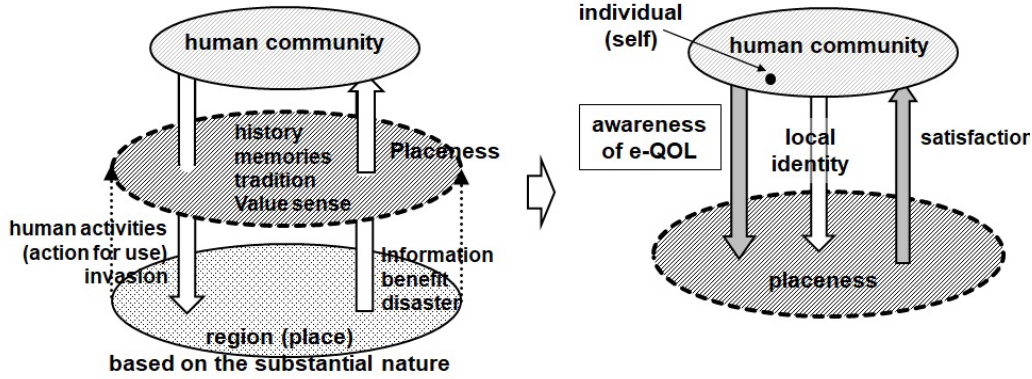 human community
history
memories
tradition
Value sense
Placeness
human activities
(action for use)
invasion
Information
benefit
disaster
region (place)
based on the substantial nature
individual
(self)
human community
awareness
of e-QOL
local
identity
satisfaction
placeness